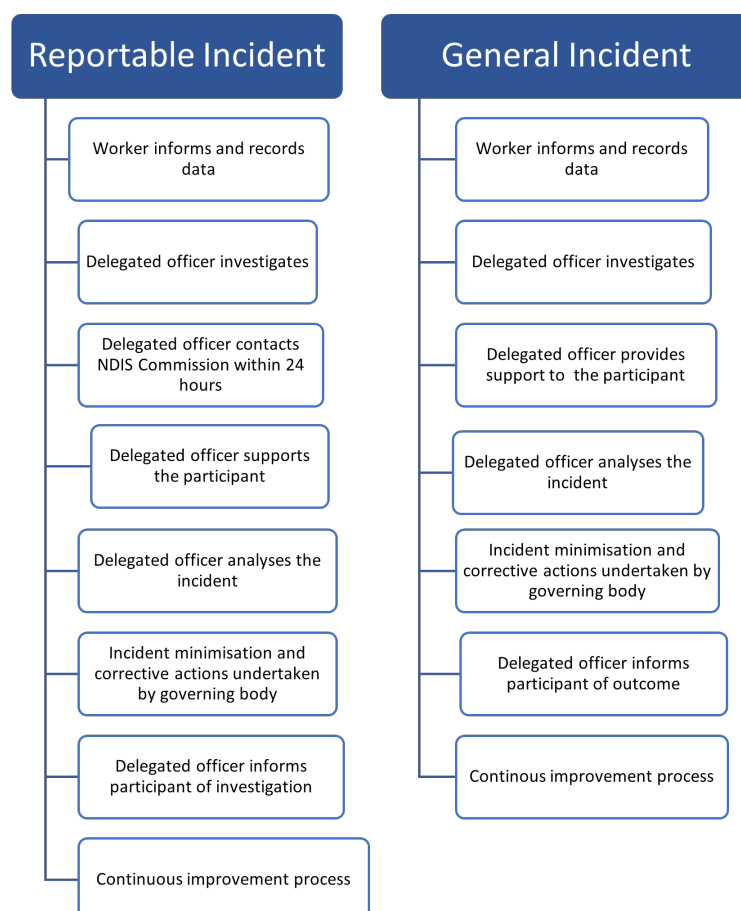 Reportable Incident
Worker informs and records
data
Delegated officer investigates
Delegated officer contacts
NDIS Commission within 24
hours
Delegated officer supports
the participant
Delegated officer analyses the
incident
Incident minimisation and
corrective actions undertaken
by governing body
Delegated officer informs
participant of investigation
Continuous improvement process
General Incident
Worker informs and records
data
Delegated officer investigates
Delegated officer provides
support to  the participant
Delegated officer analyses the
incident
Incident minimisation and
corrective actions undertaken by
governing body
Delegated officer informs
participant of outcome
Continous improvement process